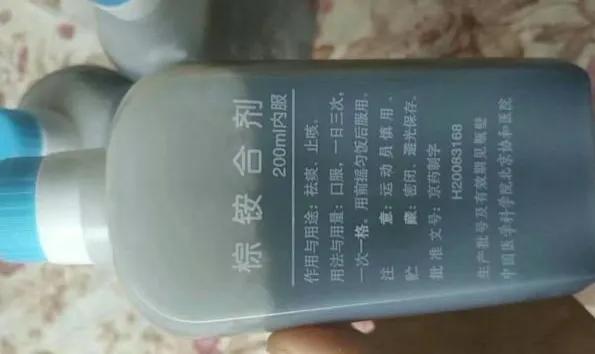 棕铵合剂
200ml内服
作用与用途：祛痰、止咳。
用法与用量：口服，一日三次，
一次一格。用前摇匀饭后服用。
注　　意：运动员慎用。
贮　　藏：密闭、避光保存。
批准文号：京药制字
H20083168
生产批号及有效期见瓶壁
中国医学科学院北京协和医院